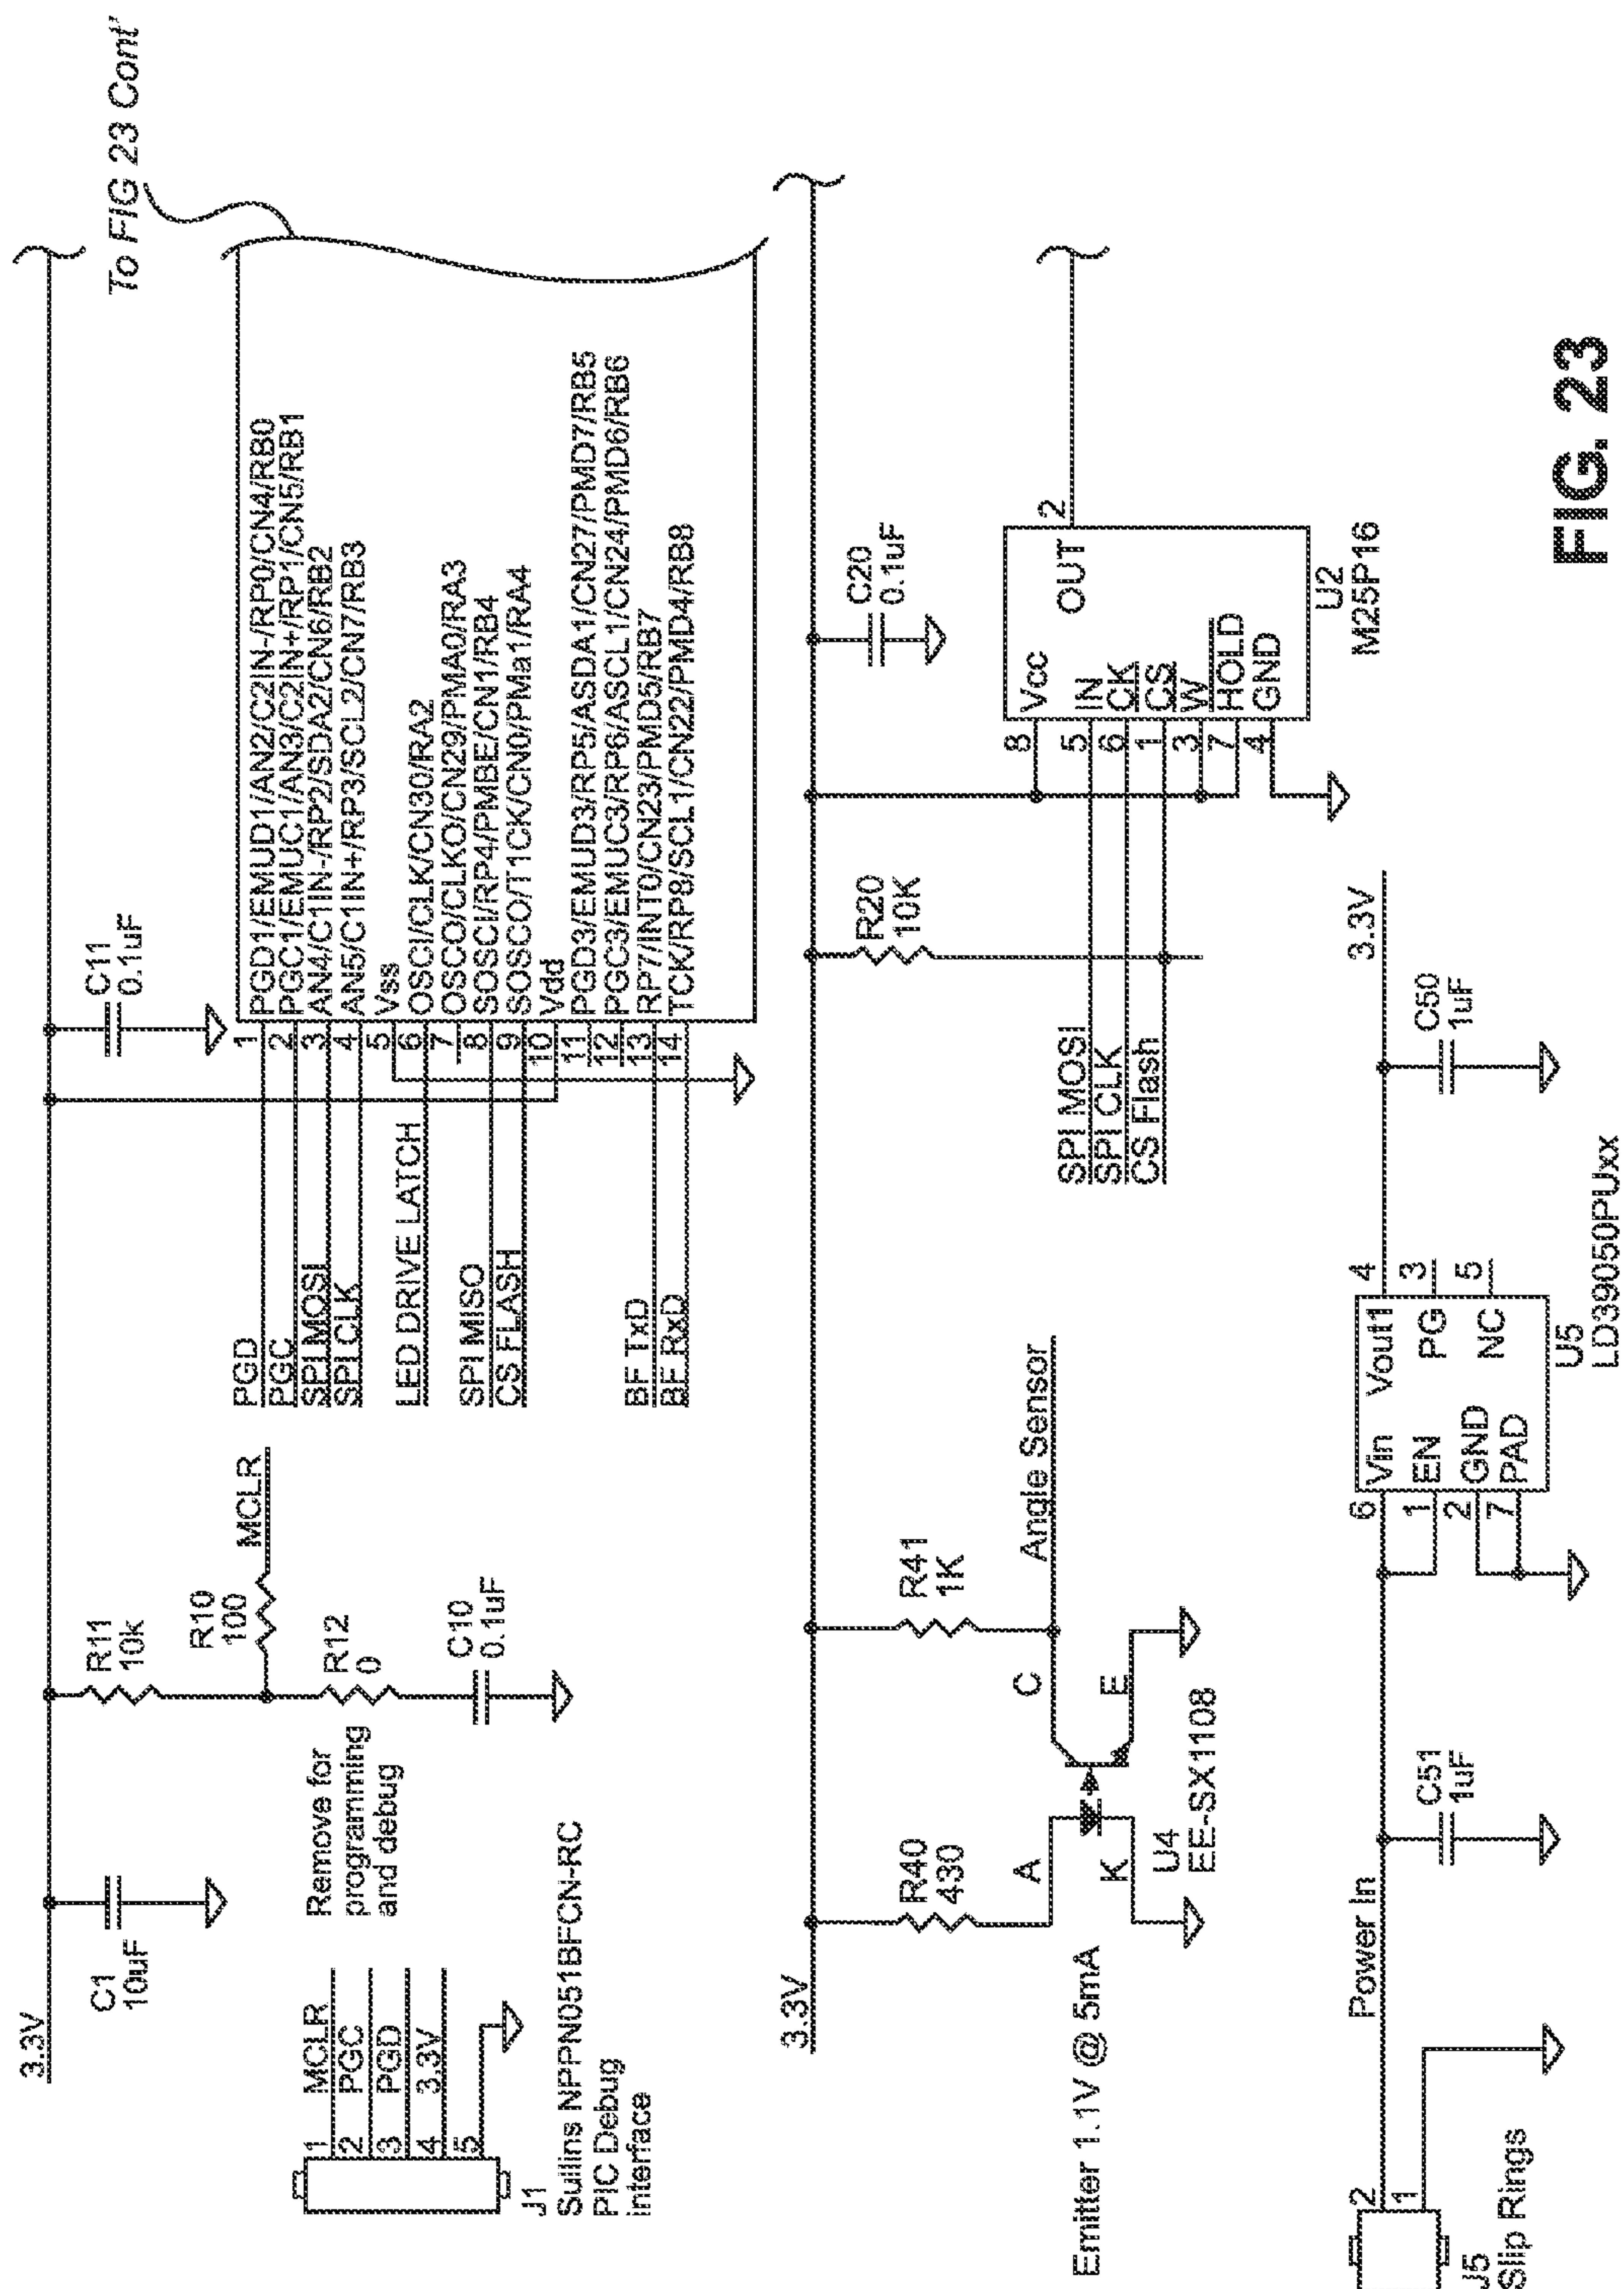 To FIG 23 Cont'
3.3V
C1
10uF
R11
10k
R10
100
MCLR
R12
0
C10
0.1uF
Remove for
programming
and debug
C11
0.1uF
1 MCLR
2 PGC
3 PGD
4 3.3V
5
J1
Sullins NPPN051BFCN-RC
PIC Debug
interface
PGD 1 PGD1/EMUD1/AN2/C2IN-/RP0/CN4/RB0
PGC 2 PGC1/EMUC1/AN3/C2IN+/RP1/CN5/RB1
SPI MOSI 3 AN4/C1IN-/RP2/SDA2/CN6/RB2
SPI CLK 4 AN5/C1IN+/RP3/SCL2/CN7/RB3
5 Vss
LED DRIVE LATCH 6 OSCI/CLK/CN30/RA2
7 OSCO/CLKO/CN29/PMA0/RA3
SPI MISO 8 SOSCI/RP4/PMBE/CN1/RB4
CS FLASH 9 SOSCO/T1CK/CN0/PMa1/RA4
10 Vdd
11 PGD3/EMUD3/RP5/ASDA1/CN27/PMD7/RB5
12 PGC3/EMUC3/RP6/ASCL1/CN24/PMD6/RB6
BF TxD 13 RP7/INT0/CN23/PMD5/RB7
BF RxD 14 TCK/RP8/SCL1/CN22/PMD4/RB8
3.3V
R40
430
R41
1K
Angle Sensor
A
K
C
E
U4
EE-SX1108
Emitter 1.1V @ 5mA
R20
10K
C20
0.1uF
SPI MOSI
SPI CLK
CS Flash
8 Vcc
5 IN
6 CK
1 CS
3 W
7 HOLD
4 GND
OUT 2
U2
M25P16
2
1
J5
Slip Rings
Power In
C51
1uF
6 Vin
1 EN
2 GND
7 PAD
Vout1 4
PG 3
NC 5
U5
LD39050PUxx
3.3V
C50
1uF
FIG. 23